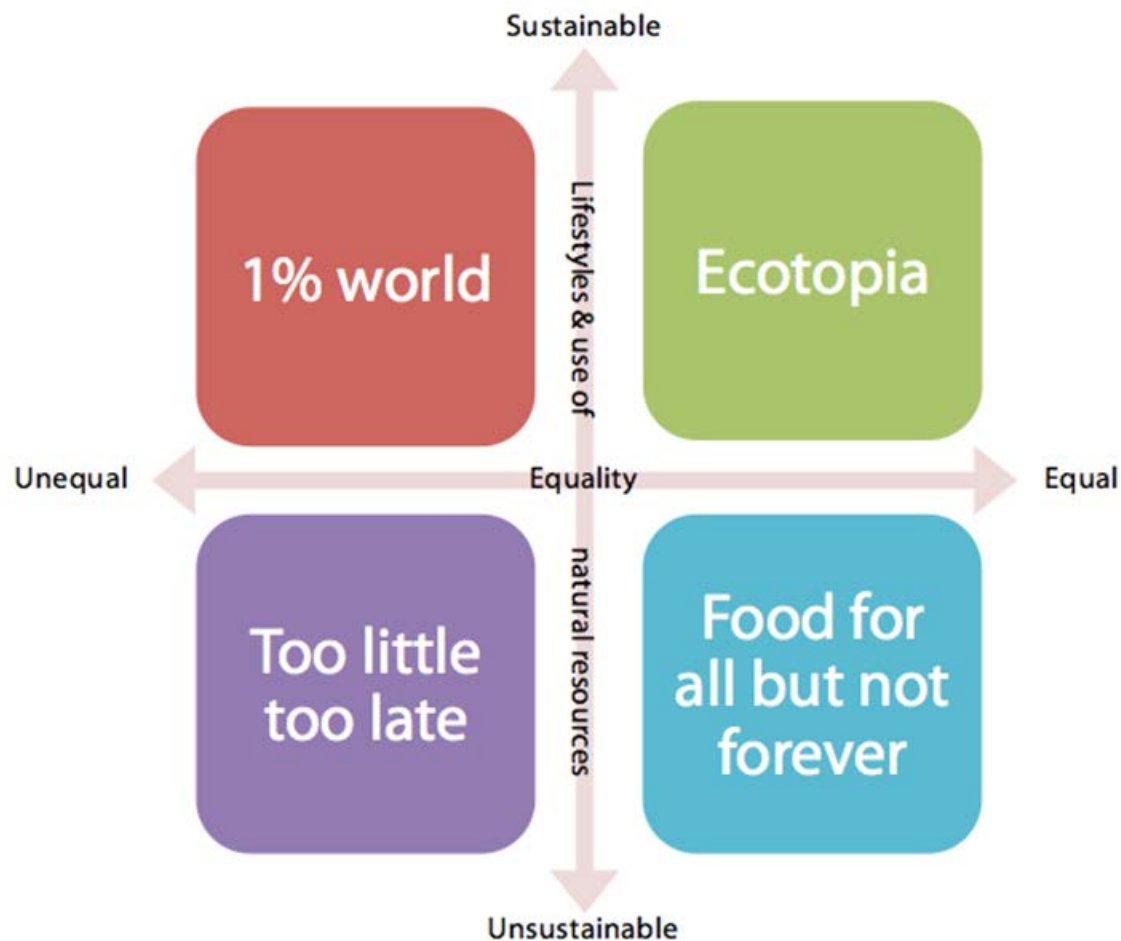 Sustainable
1% world
Lifestyles & use of
Ecotopia
Unequal
Equality
Equal
Too little
too late
natural resources
Food for
all but not
forever
Unsustainable